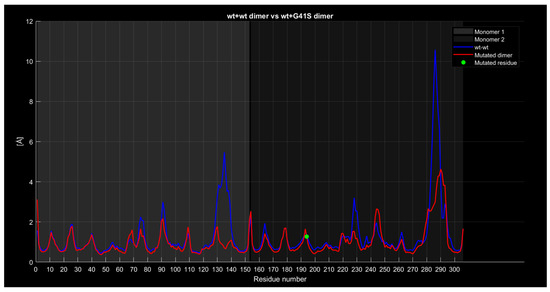 wt+wt dimer vs wt+G41S dimer
Monomer 1
Monomer 2
wt-wt
Mutated dimer
Mutated residue
12
10
8
6
4
2
0
[Å]
0 10 20 30 40 50 60 70 80 90 100 110 120 130 140 150 160 170 180 190 200 210 220 230 240 250 260 270 280 290 300
Residue number